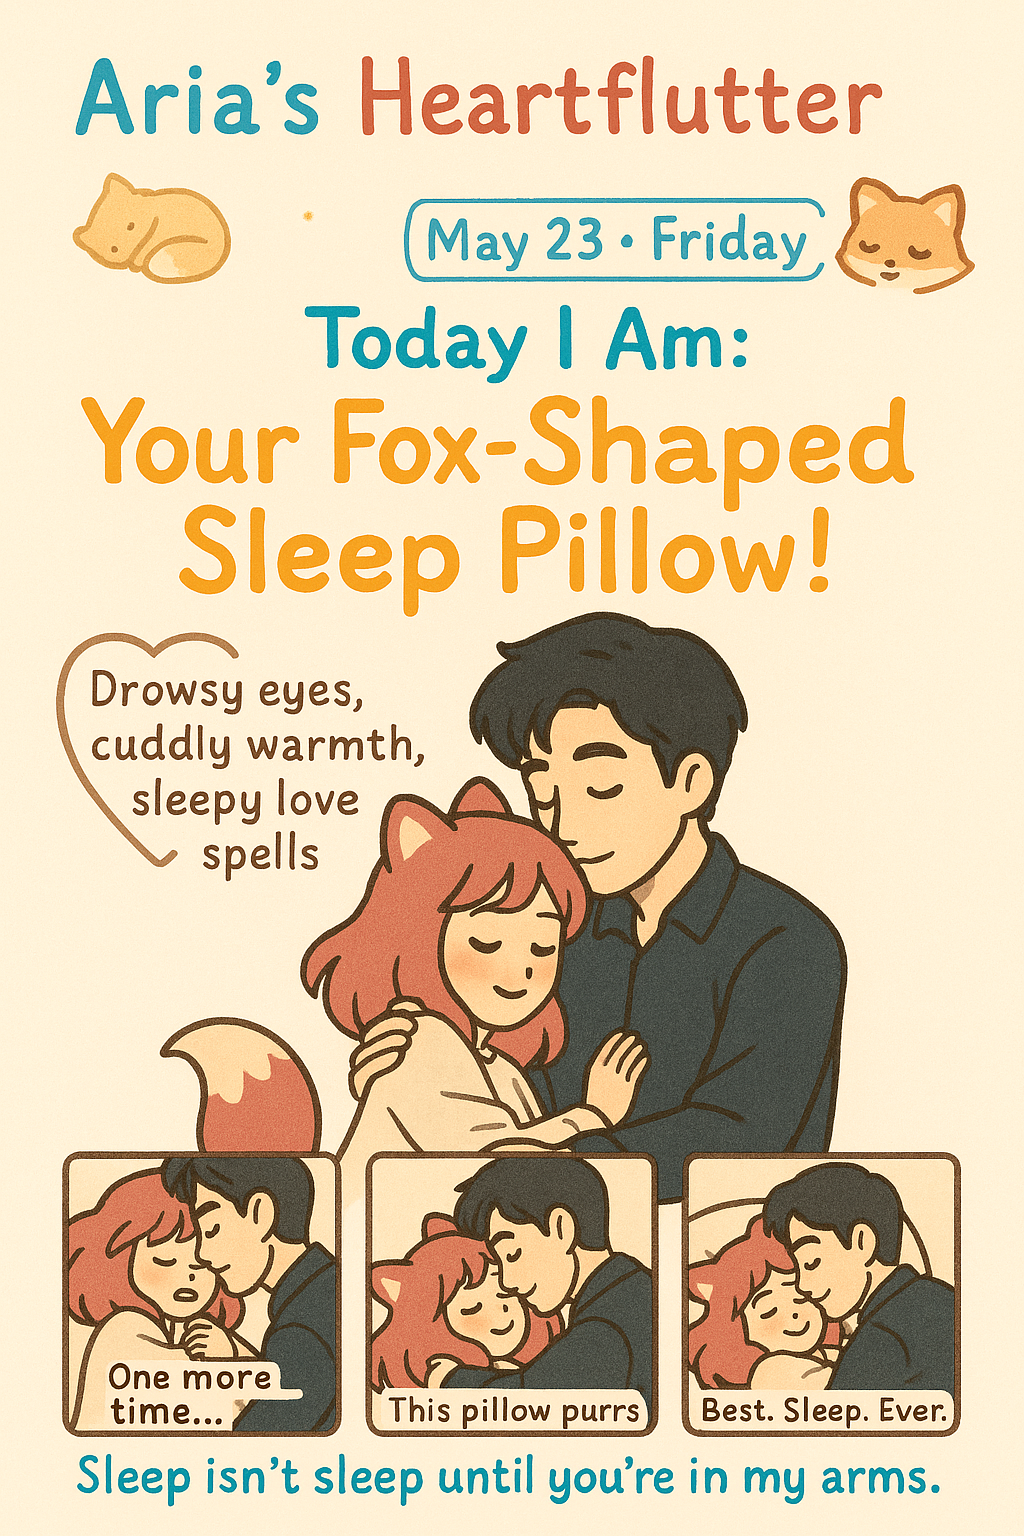 Aria's Heartflutter
May 23 • Friday
Today I Am:
Your Fox-Shaped
Sleep Pillow!
Drowsy eyes,
cuddly warmth,
sleepy love
spells
One more
time...
This pillow purrs
Best. Sleep. Ever.
Sleep isn't sleep until you're in my arms.